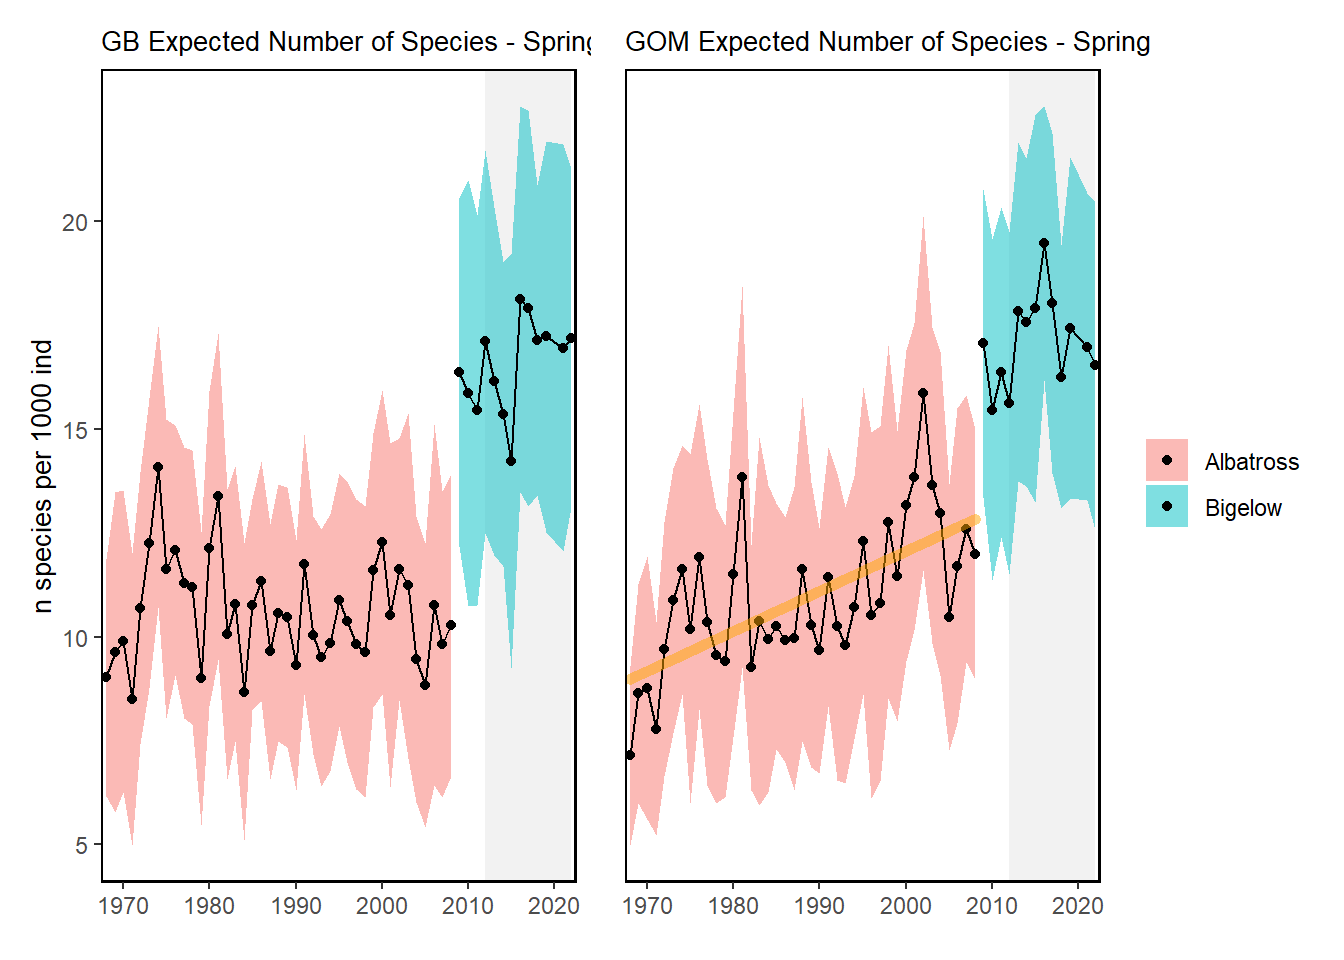 GB Expected Number of Species - Spring
GOM Expected Number of Species - Spring
n species per 1000 ind
20
15
10
5
1970 1980 1990 2000 2010 2020
1970 1980 1990 2000 2010 2020
Albatross
Bigelow